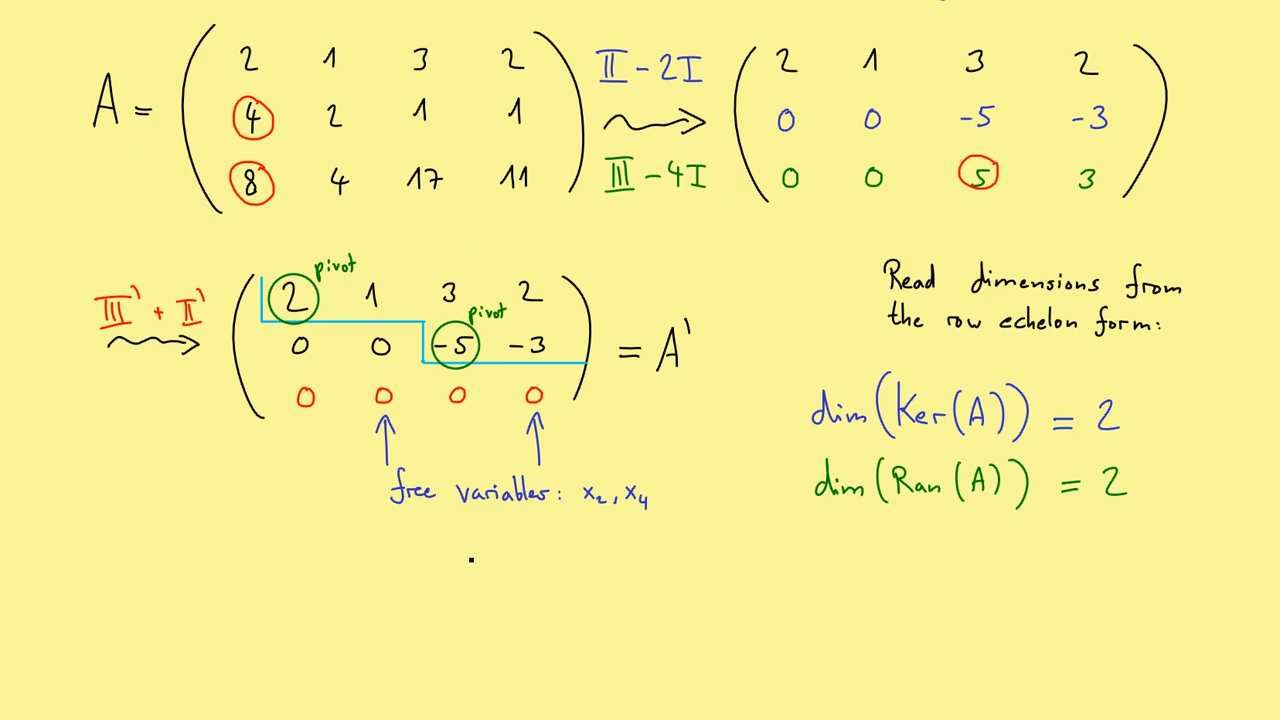 A = ( 2 1 3 2 ) II - 2I ( 2 1 3 2 )
4 2 1 1 0 0 -5 -3
8 4 17 11 III - 4I 0 0 5 3
III' + II' ( 2 pivot 1 3 2 )
0 0 -5 pivot -3 = A'
0 0 0 0
free variables: x₂, x₄
Read dimensions from
the row echelon form:
dim(Ker(A)) = 2
dim(Ran(A)) = 2